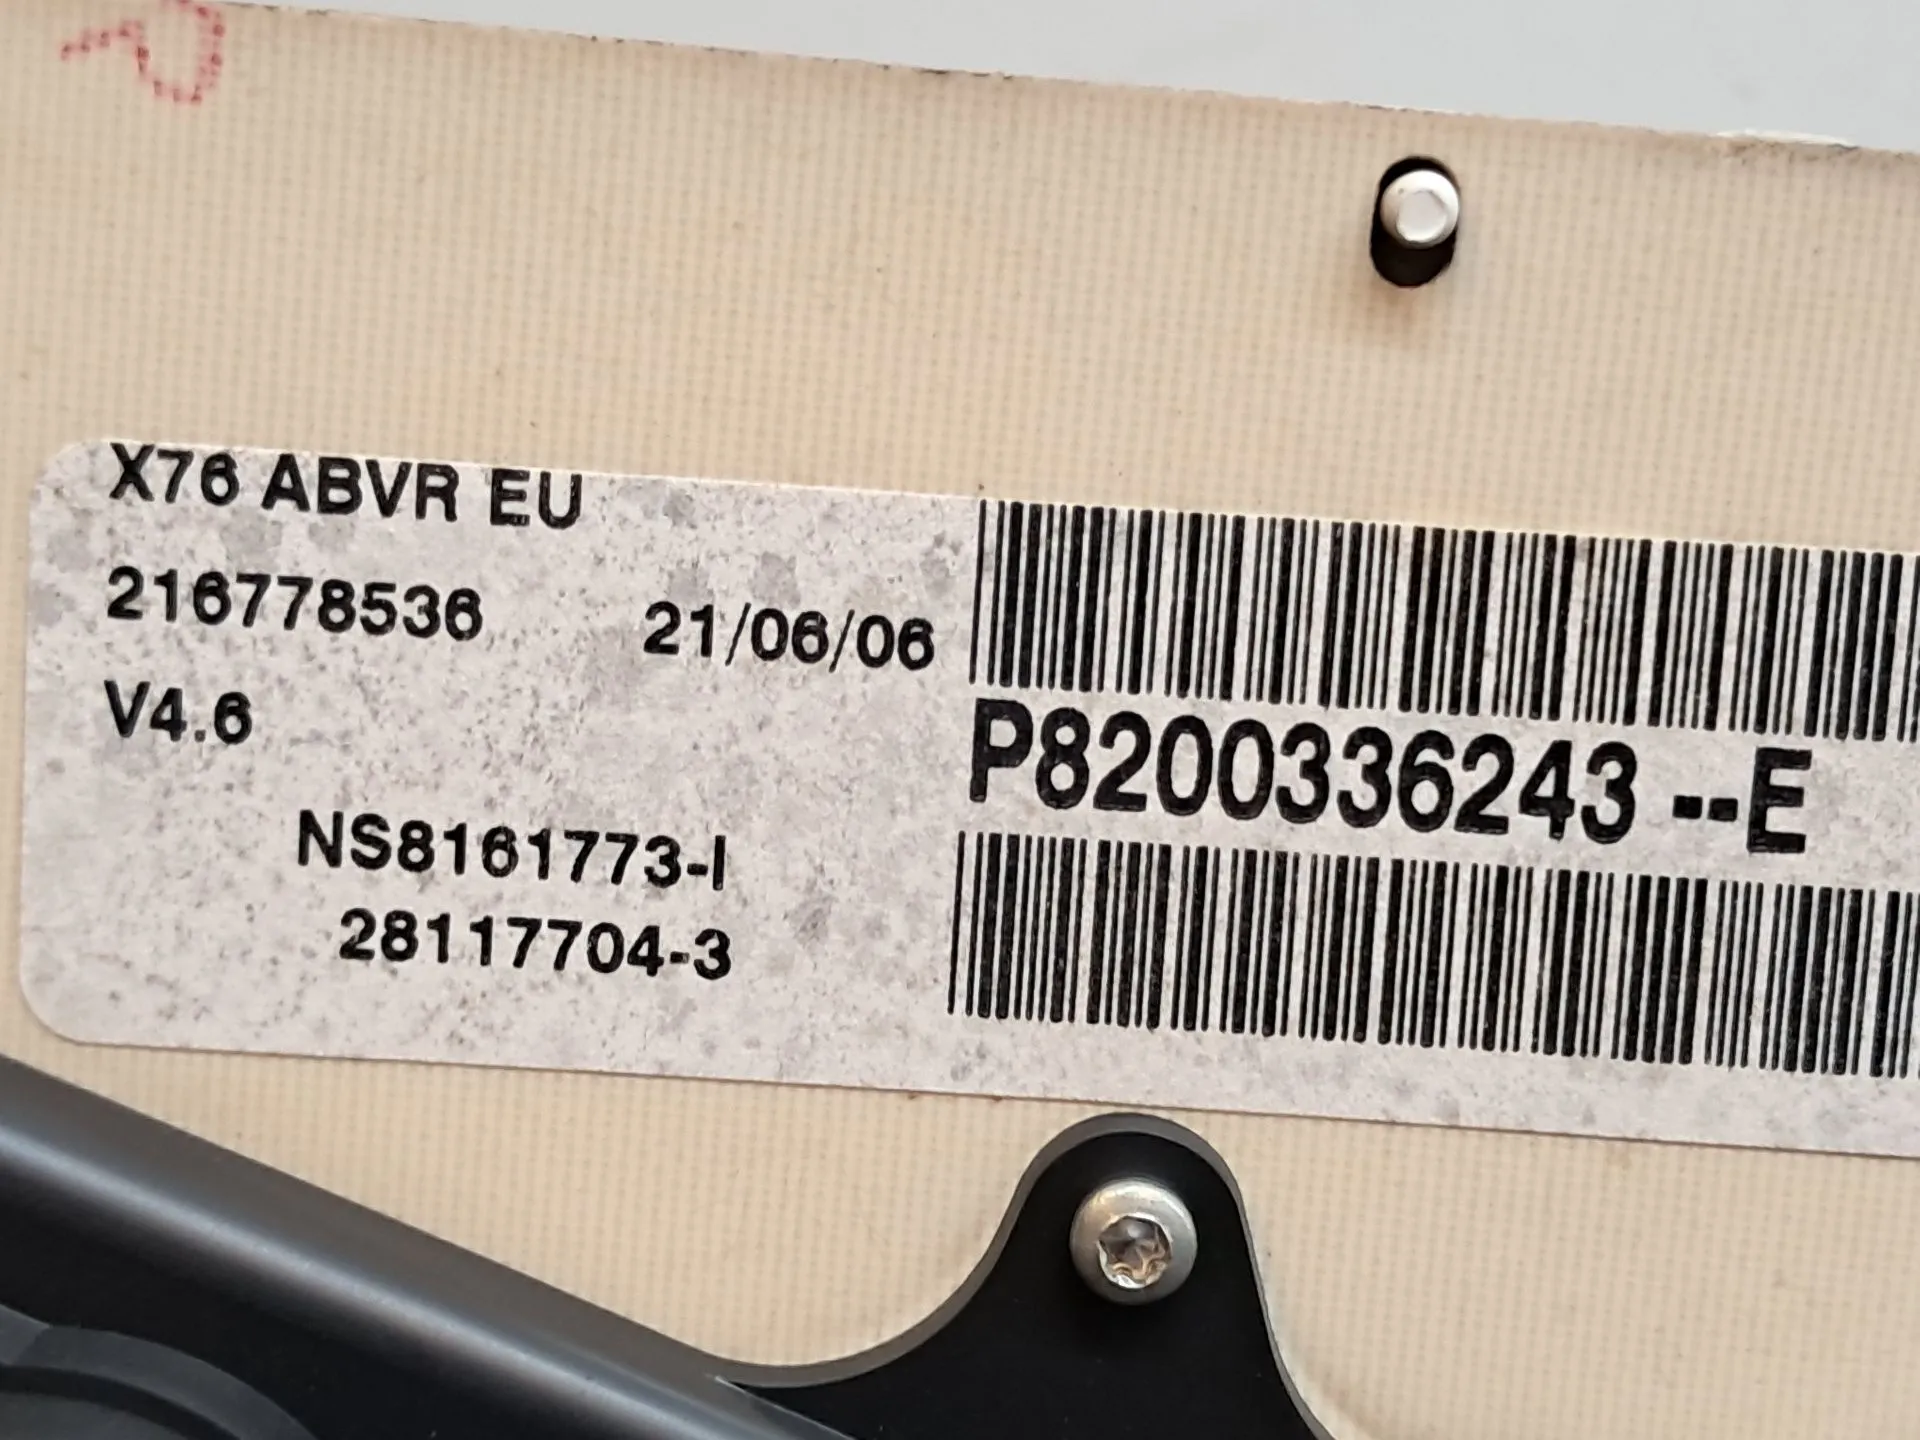 X76 ABVR EU
216778536 21/06/06
V4.6
P8200336243--E
NS8161773-I
28117704-3